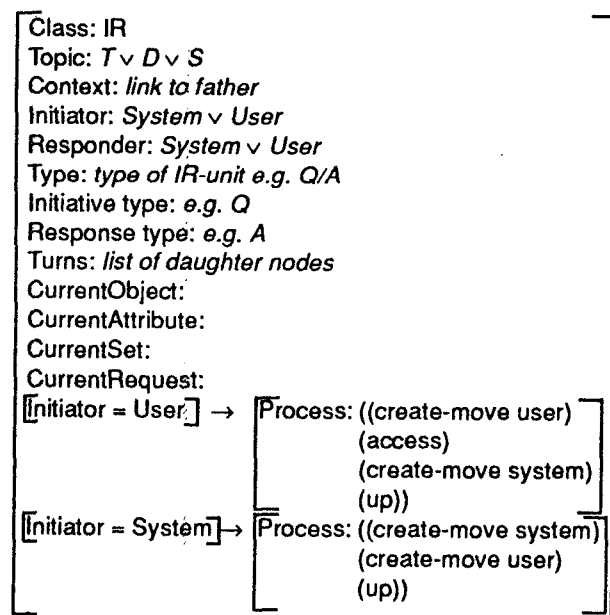 Class: IR
Topic: T ∨ D ∨ S
Context: link to father
Initiator: System ∨ User
Responder: System ∨ User
Type: type of IR-unit e.g. Q/A
Initiative type: e.g. Q
Response type: e.g. A
Turns: list of daughter nodes
CurrentObject:
CurrentAttribute:
CurrentSet:
CurrentRequest:
[Initiator = User] → [Process: ((create-move user)
(access)
(create-move system)
(up))
[Initiator = System] → [Process: ((create-move system)
(create-move user)
(up))